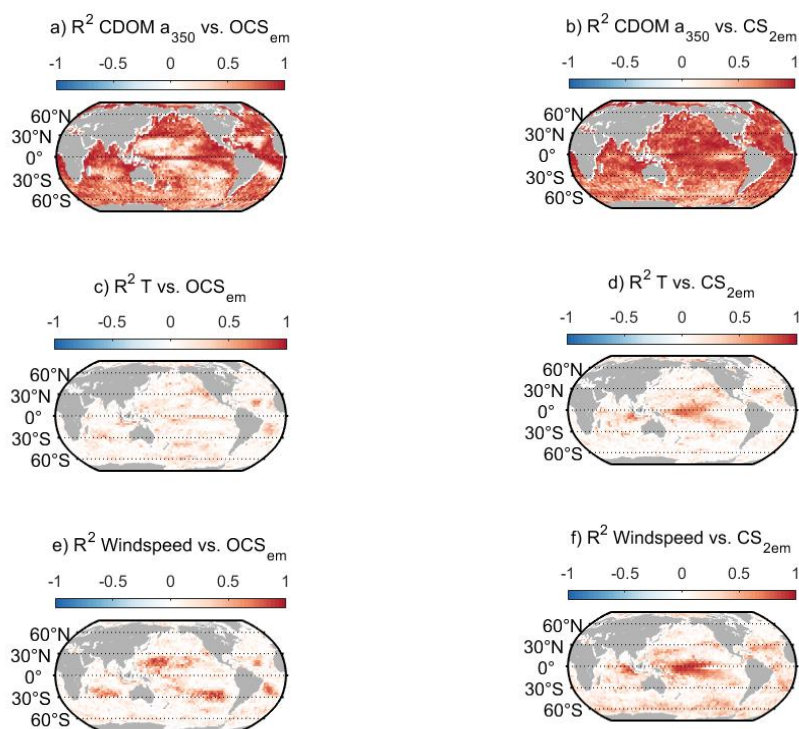 a) R² CDOM a₃₅₀ vs. OCSₑₘ
-1 -0.5 0 0.5 1
60°N
30°N
0°
30°S
60°S
b) R² CDOM a₃₅₀ vs. CS₂ₑₘ
-1 -0.5 0 0.5 1
60°N
30°N
0°
30°S
60°S
c) R² T vs. OCSₑₘ
-1 -0.5 0 0.5 1
60°N
30°N
0°
30°S
60°S
d) R² T vs. CS₂ₑₘ
-1 -0.5 0 0.5 1
60°N
30°N
0°
30°S
60°S
e) R² Windspeed vs. OCSₑₘ
-1 -0.5 0 0.5 1
60°N
30°N
0°
30°S
60°S
f) R² Windspeed vs. CS₂ₑₘ
-1 -0.5 0 0.5 1
60°N
30°N
0°
30°S
60°S